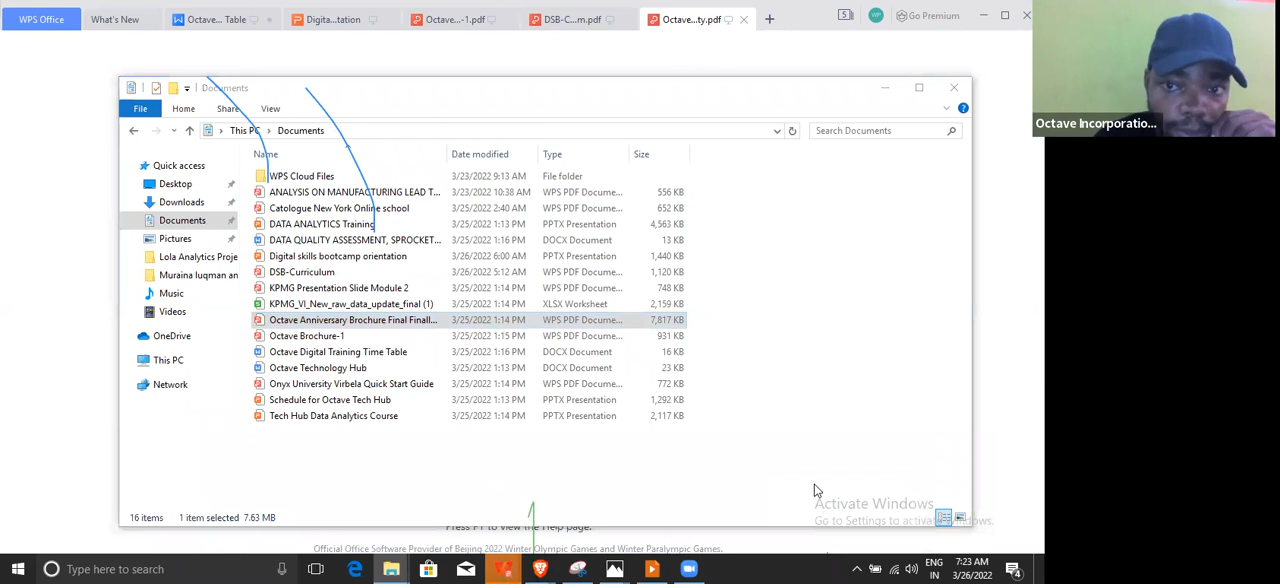 WPS Office What's New Octave... Table Digita...tation Octave...-1.pdf DSB-C...m.pdf Octave...ty.pdf Go Premium
Documents
File Home Share View
This PC Documents Search Documents
Name Date modified Type Size
Quick access
Desktop
Downloads
Documents
Pictures
Lola Analytics Proje
Muraina luqman an
Music
Videos
OneDrive
This PC
Network
WPS Cloud Files 3/23/2022 9:13 AM File folder
ANALYSIS ON MANUFACTURING LEAD T... 3/23/2022 10:38 AM WPS PDF Docume... 556 KB
Catologue New York Online school 3/25/2022 2:40 AM WPS PDF Docume... 652 KB
DATA ANALYTICS Training 3/25/2022 1:13 PM PPTX Presentation 4,563 KB
DATA QUALITY ASSESSMENT, SPROCKET... 3/25/2022 1:16 PM DOCX Document 13 KB
Digital skills bootcamp orientation 3/26/2022 6:00 AM PPTX Presentation 1,440 KB
DSB-Curriculum 3/26/2022 5:12 AM WPS PDF Docume... 1,120 KB
KPMG Presentation Slide Module 2 3/25/2022 1:14 PM WPS PDF Docume... 748 KB
KPMG_VI_New_raw_data_update_final (1) 3/25/2022 1:14 PM XLSX Worksheet 2,159 KB
Octave Anniversary Brochure Final Finall... 3/25/2022 1:14 PM WPS PDF Docume... 7,817 KB
Octave Brochure-1 3/25/2022 1:15 PM WPS PDF Docume... 931 KB
Octave Digital Training Time Table 3/25/2022 1:16 PM DOCX Document 16 KB
Octave Technology Hub 3/25/2022 1:13 PM DOCX Document 23 KB
Onyx University Virbela Quick Start Guide 3/25/2022 1:14 PM WPS PDF Docume... 772 KB
Schedule for Octave Tech Hub 3/25/2022 1:13 PM PPTX Presentation 1,292 KB
Tech Hub Data Analytics Course 3/25/2022 1:14 PM PPTX Presentation 2,117 KB
16 items 1 item selected 7.63 MB
Activate Windows
Go to Settings to activate Windows.
Press F1 to view the Help page.
Official Office Software Provider of Beijing 2022 Winter Olympic Games and Winter Paralympic Games.
Type here to search
ENG
IN
7:23 AM
3/26/2022
4
Octave Incorporatio...